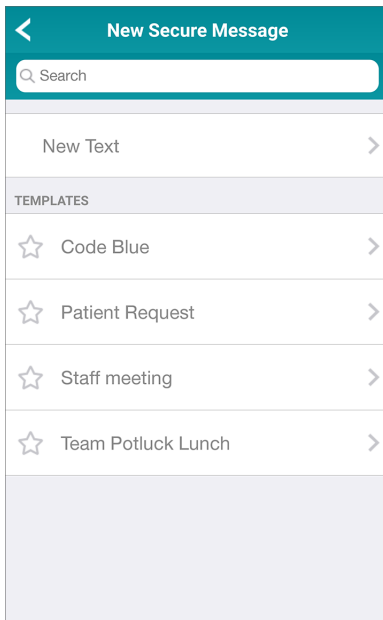 New Secure Message
Search
New Text
TEMPLATES
Code Blue
Patient Request
Staff meeting
Team Potluck Lunch